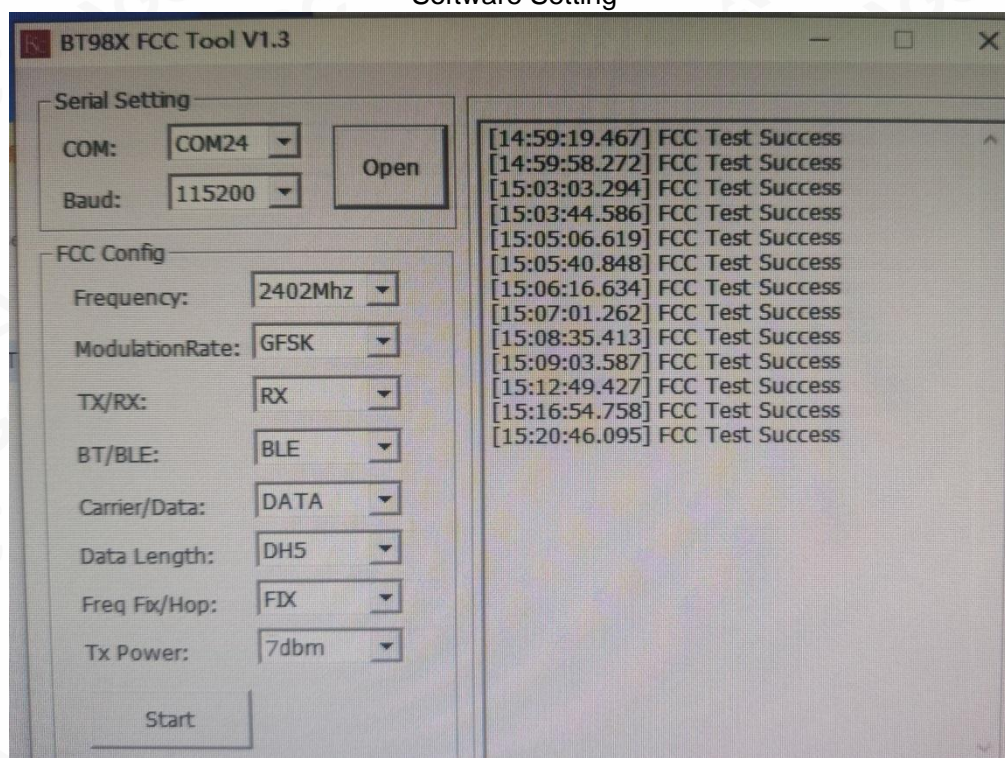 Software Setting
BT98X FCC Tool V1.3
Serial Setting
COM: COM24
Open
Baud: 115200
FCC Config
Frequency: 2402Mhz
ModulationRate: GFSK
TX/RX: RX
BT/BLE: BLE
Carrier/Data: DATA
Data Length: DH5
Freq Fix/Hop: FIX
Tx Power: 7dbm
Start
[14:59:19.467] FCC Test Success
[14:59:58.272] FCC Test Success
[15:03:03.294] FCC Test Success
[15:03:44.586] FCC Test Success
[15:05:06.619] FCC Test Success
[15:05:40.848] FCC Test Success
[15:06:16.634] FCC Test Success
[15:07:01.262] FCC Test Success
[15:08:35.413] FCC Test Success
[15:09:03.587] FCC Test Success
[15:12:49.427] FCC Test Success
[15:16:54.758] FCC Test Success
[15:20:46.095] FCC Test Success